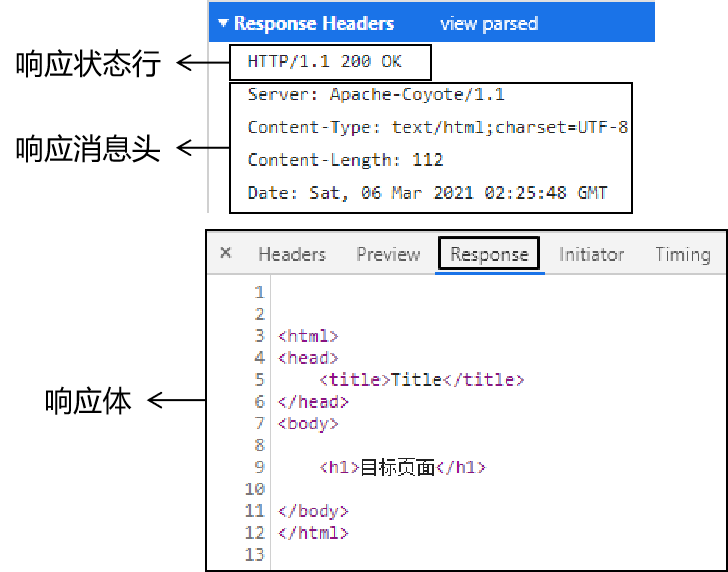 Response Headers view parsed
响应状态行
HTTP/1.1 200 OK
响应消息头
Server: Apache-Coyote/1.1
Content-Type: text/html;charset=UTF-8
Content-Length: 112
Date: Sat, 06 Mar 2021 02:25:48 GMT
× Headers Preview Response Initiator Timing
响应体
1
2
3 <html>
4 <head>
5     <title>Title</title>
6 </head>
7 <body>
8
9     <h1>目标页面</h1>
10
11 </body>
12 </html>
13